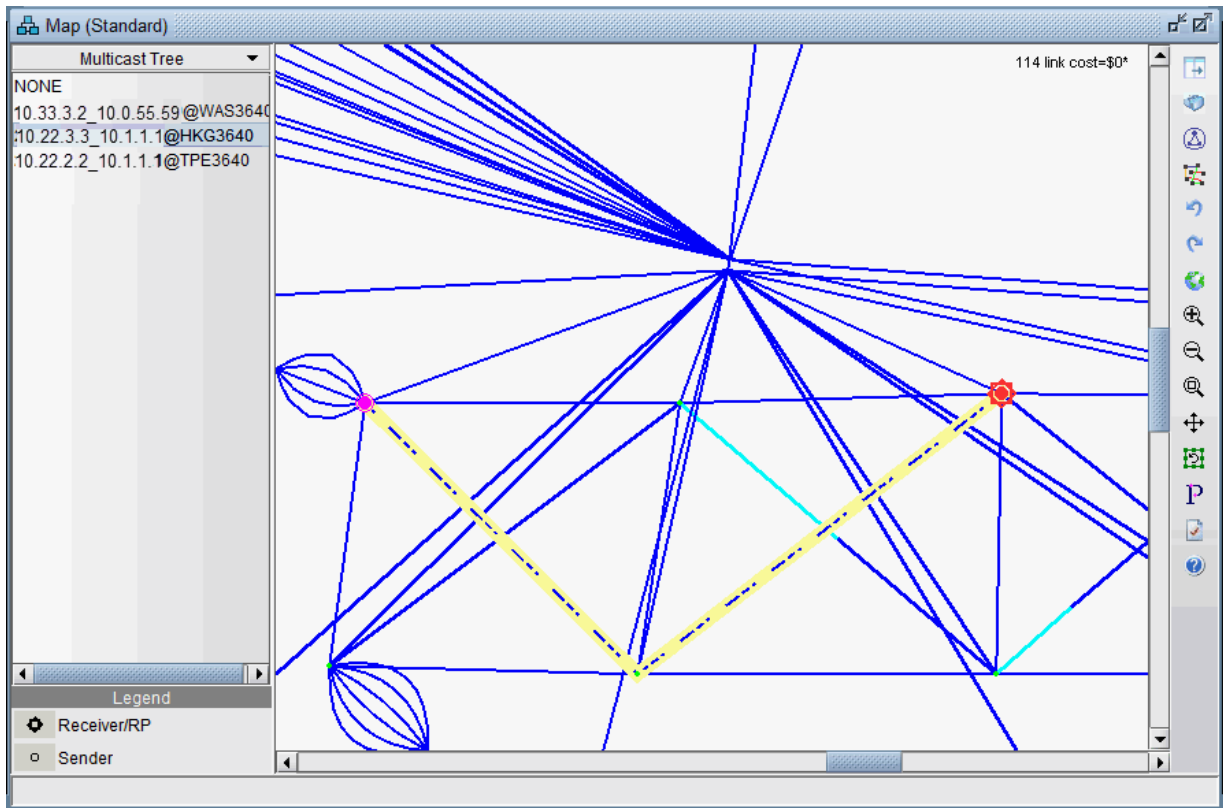 Map (Standard)
Multicast Tree
114 link cost=$0*
NONE
10.33.3.2_10.0.55.59@WAS3640
10.22.3.3_10.1.1.1@HKG3640
10.22.2.2_10.1.1.1@TPE3640
P
Legend
Receiver/RP
Sender